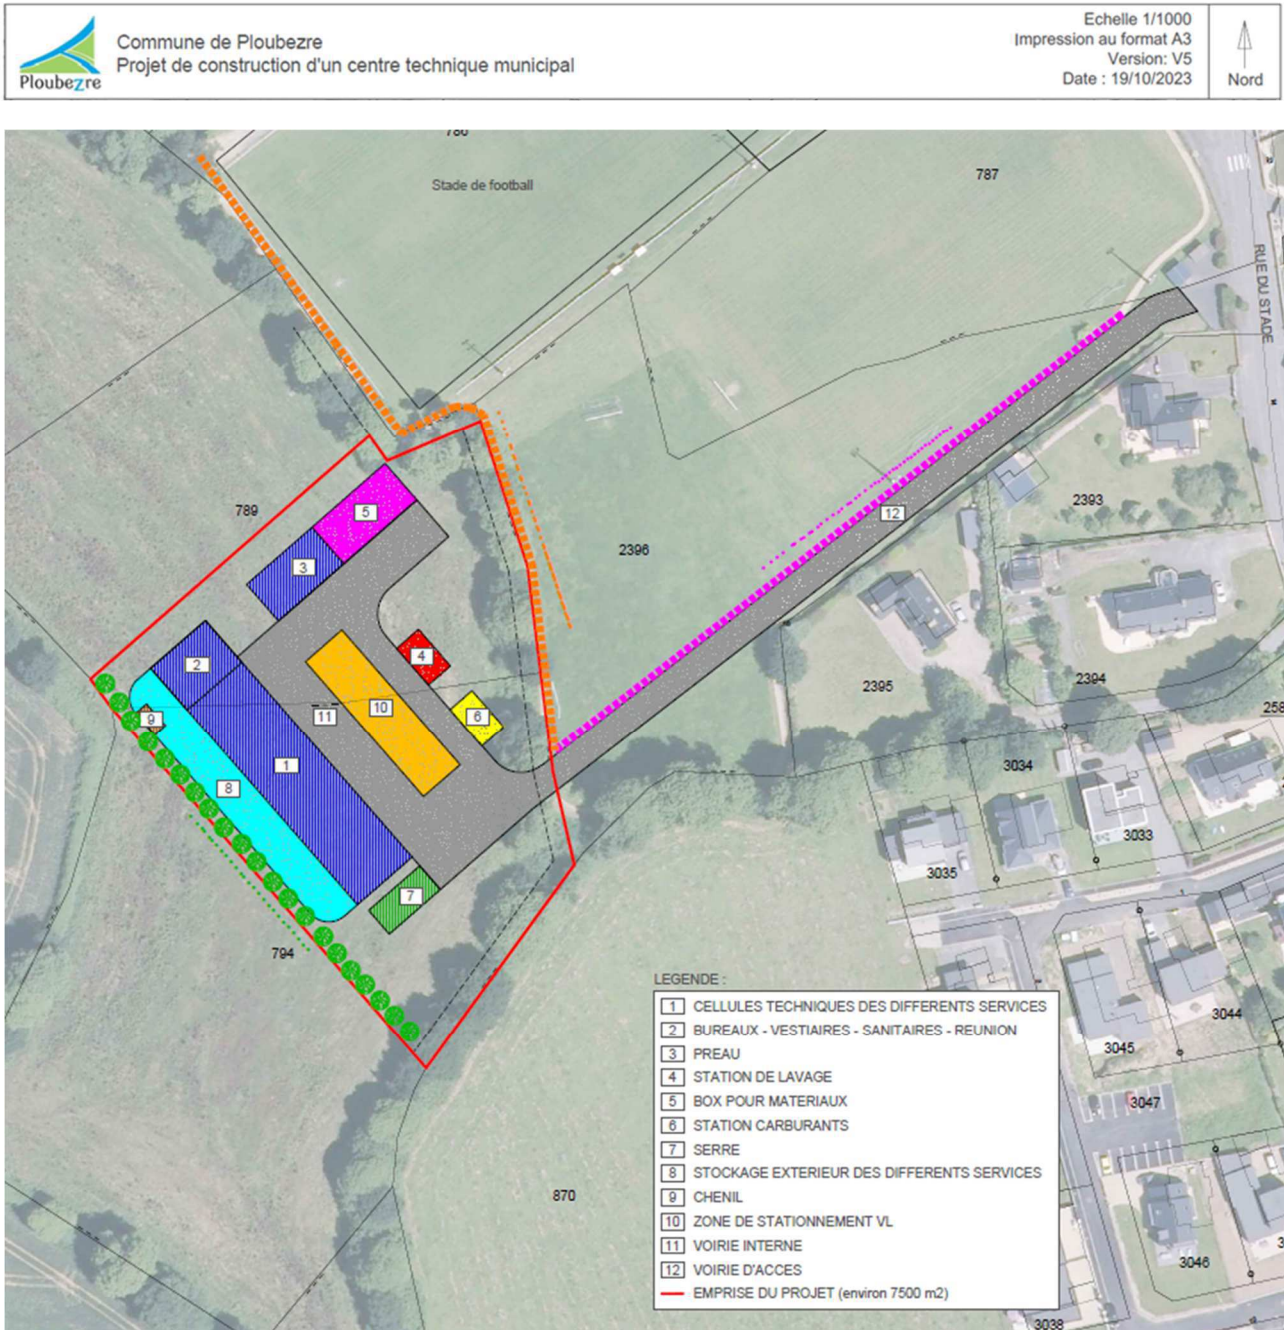 Ploubezre
Commune de Ploubezre
Projet de construction d'un centre technique municipal
Echelle 1/1000
Impression au format A3
Version: V5
Date : 19/10/2023
Nord
786
Stade de football
787
RUE DU STADE
789
5
3
2396
12
2393
4
2
10
6
11
9
2395
2394
258
1
8
3034
3033
3035
7
794
870
3044
3045
3047
3046
3038
LEGENDE :
1 CELLULES TECHNIQUES DES DIFFERENTS SERVICES
2 BUREAUX - VESTIAIRES - SANITAIRES - REUNION
3 PREAU
4 STATION DE LAVAGE
5 BOX POUR MATERIAUX
6 STATION CARBURANTS
7 SERRE
8 STOCKAGE EXTERIEUR DES DIFFERENTS SERVICES
9 CHENIL
10 ZONE DE STATIONNEMENT VL
11 VOIRIE INTERNE
12 VOIRIE D'ACCES
EMPRISE DU PROJET (environ 7500 m2)